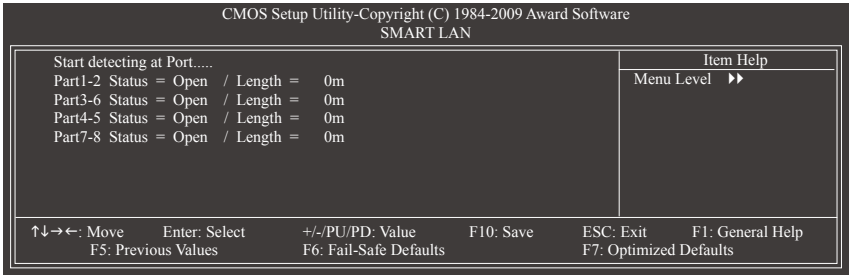 CMOS Setup Utility-Copyright (C) 1984-2009 Award Software
SMART LAN
Start detecting at Port.....
Part1-2 Status = Open / Length = 0m
Part3-6 Status = Open / Length = 0m
Part4-5 Status = Open / Length = 0m
Part7-8 Status = Open / Length = 0m
Item Help
Menu Level ▶▶
↑↓→←: Move Enter: Select +/-/PU/PD: Value F10: Save ESC: Exit F1: General Help
F5: Previous Values F6: Fail-Safe Defaults F7: Optimized Defaults